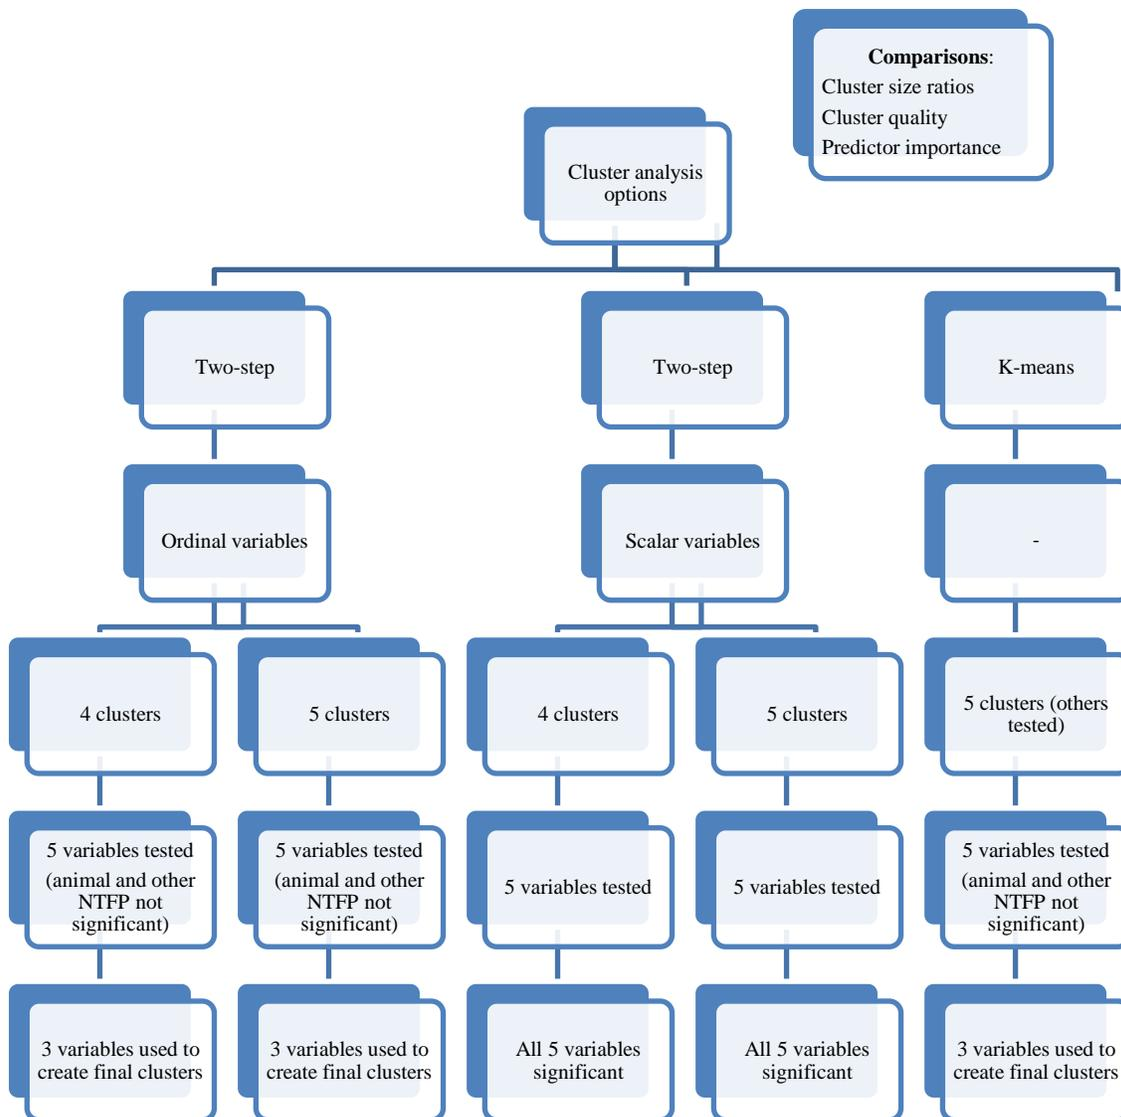 Comparisons:
Cluster size ratios
Cluster quality
Predictor importance
Cluster analysis
options
Two-step
Two-step
K-means
Ordinal variables
Scalar variables
-
4 clusters
5 clusters
4 clusters
5 clusters
5 clusters (others
tested)
5 variables tested
(animal and other
NTFP not
significant)
5 variables tested
(animal and other
NTFP not
significant)
5 variables tested
5 variables tested
5 variables tested
(animal and other
NTFP not
significant)
3 variables used to
create final clusters
3 variables used to
create final clusters
All 5 variables
significant
All 5 variables
significant
3 variables used to
create final clusters